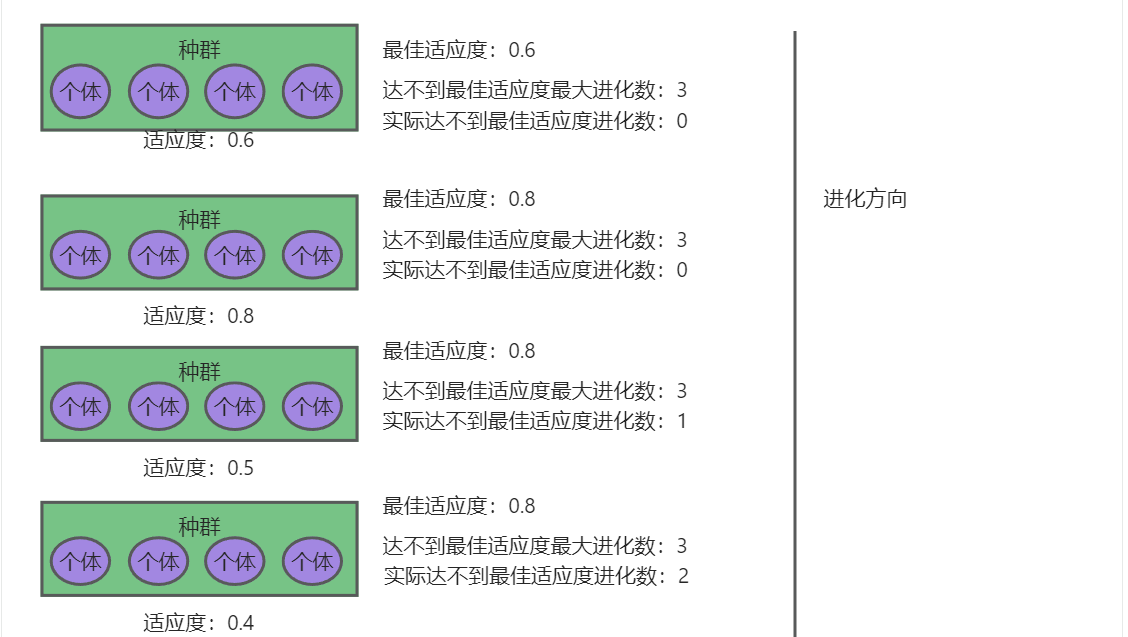 种群
个体 个体 个体 个体
适应度：0.6
最佳适应度：0.6
达不到最佳适应度最大进化数：3
实际达不到最佳适应度进化数：0
进化方向
种群
个体 个体 个体 个体
适应度：0.8
最佳适应度：0.8
达不到最佳适应度最大进化数：3
实际达不到最佳适应度进化数：0
种群
个体 个体 个体 个体
适应度：0.5
最佳适应度：0.8
达不到最佳适应度最大进化数：3
实际达不到最佳适应度进化数：1
种群
个体 个体 个体 个体
适应度：0.4
最佳适应度：0.8
达不到最佳适应度最大进化数：3
实际达不到最佳适应度进化数：2